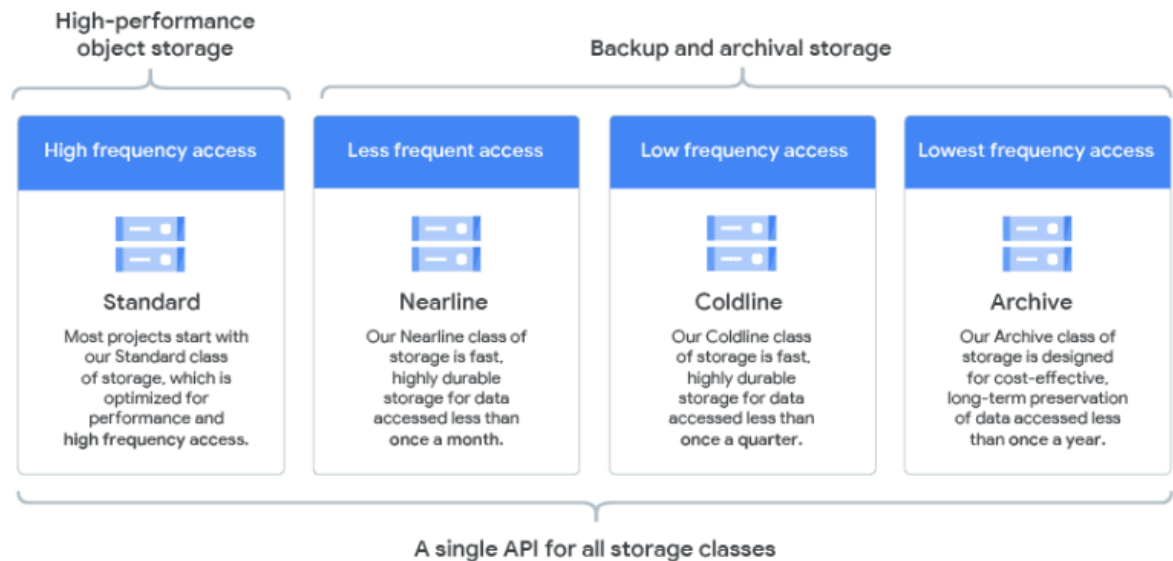 High-performance
object storage
Backup and archival storage
High frequency access
Standard
Most projects start with
our Standard class
of storage, which is
optimized for
performance and
high frequency access.
Less frequent access
Nearline
Our Nearline class of
storage is fast,
highly durable
storage for data
accessed less than
once a month.
Low frequency access
Coldline
Our Coldline class
of storage is fast,
highly durable
storage for data
accessed less than
once a quarter.
Lowest frequency access
Archive
Our Archive class of
storage is designed
for cost-effective,
long-term preservation
of data accessed less
than once a year.
A single API for all storage classes